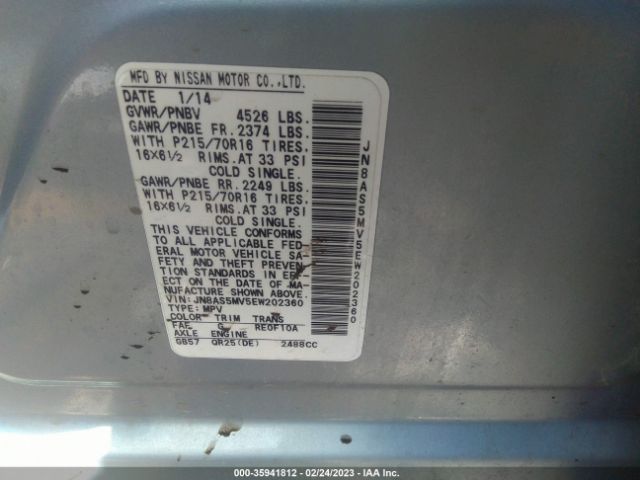 MFD BY NISSAN MOTOR CO.,LTD.
DATE 1/14
GVWR/PNBV 4526 LBS.
GAWR/PNBE FR. 2374 LBS.
WITH P215/70R16 TIRES.
16X6½ RIMS.AT 33 PSI
COLD SINGLE.
GAWR/PNBE RR. 2249 LBS.
WITH P215/70R16 TIRES.
16X6½ RIMS.AT 33 PSI
COLD SINGLE.
THIS VEHICLE CONFORMS
TO ALL APPLICABLE FED-
ERAL MOTOR VEHICLE SA-
FETY AND THEFT PREVEN-
TION STANDARDS IN EFF-
ECT ON THE DATE OF MA-
NUFACTURE SHOWN ABOVE.
VIN: JN8AS5MV5EW202360
TYPE: MPV
COLOR TRIM TRANS
FAE G RE0F10A
AXLE ENGINE
0B57 QR25(DE) 2488CC
JN8AS5MV5EW202360
000-35941812 - 02/24/2023 - IAA Inc.